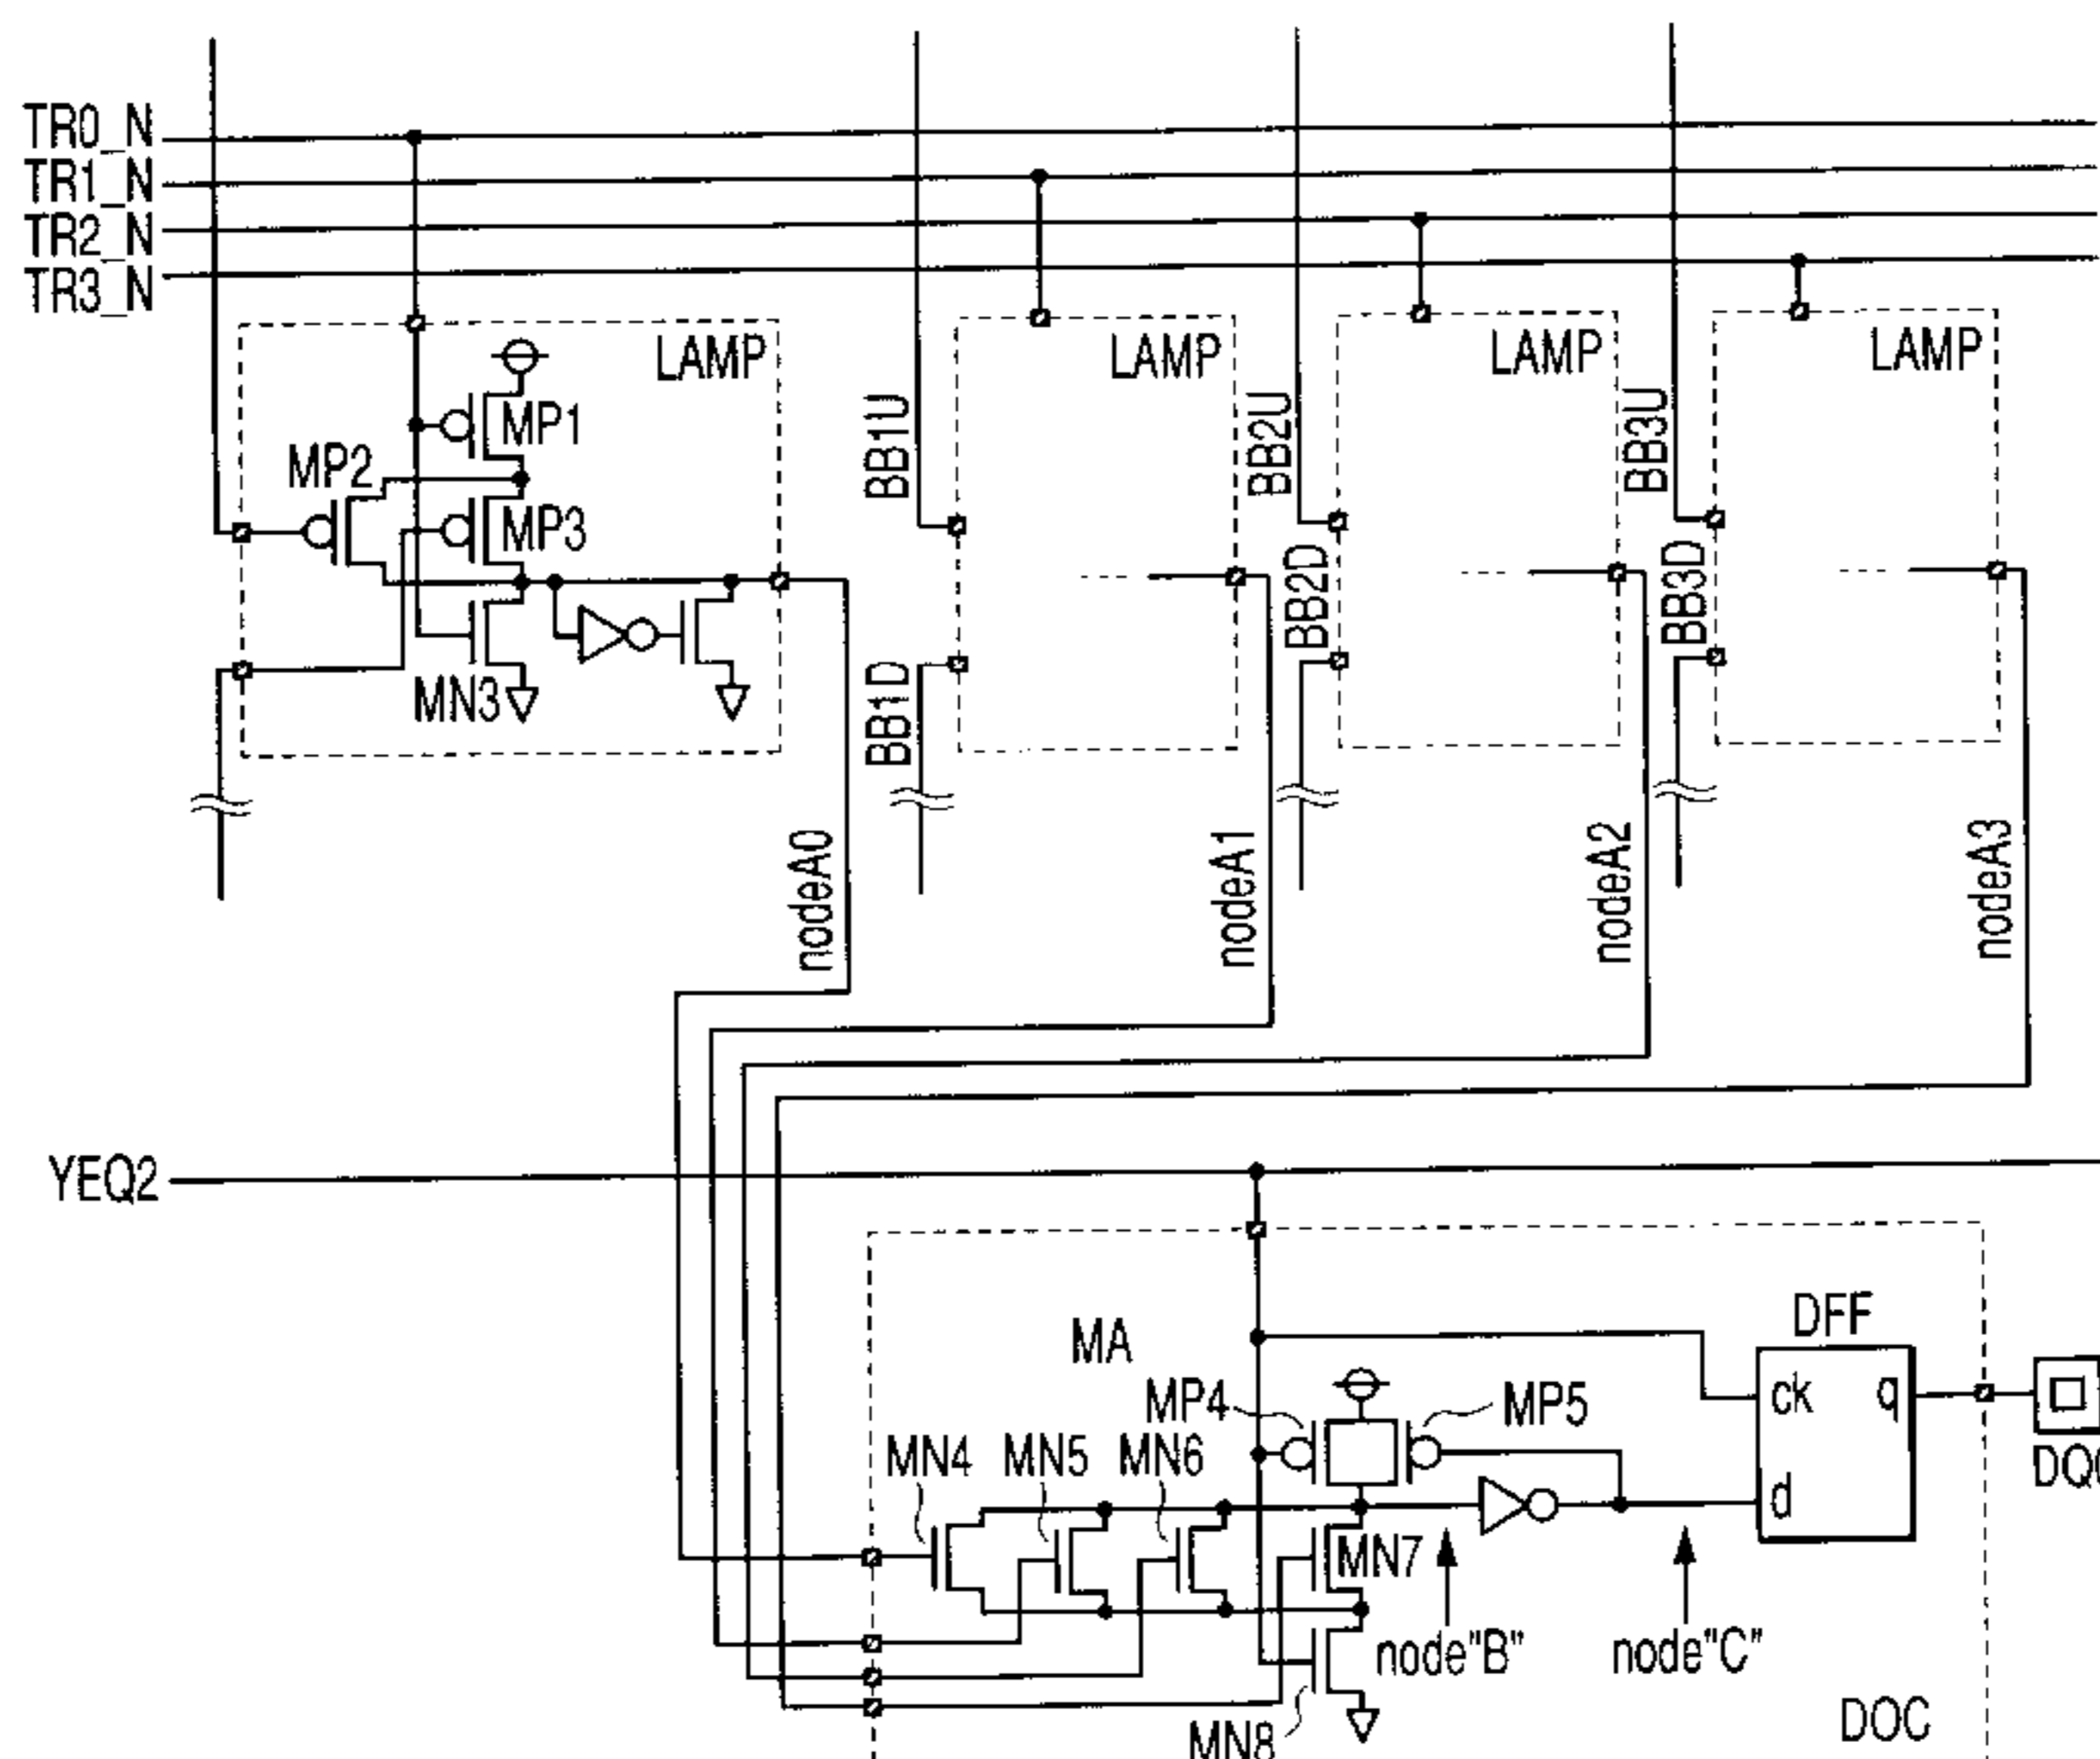 TR0_N
TR1_N
TR2_N
TR3_N
LAMP
LAMP
LAMP
LAMP
MP1
MP2
MP3
MN3
BB1U
BB1D
BB2U
BB2D
BB3U
BB3D
nodeA0
nodeA1
nodeA2
nodeA3
YEQ2
MA
DFF
ck
q
d
MP4
MP5
MN4
MN5
MN6
MN7
node"B"
node"C"
MN8
DOC